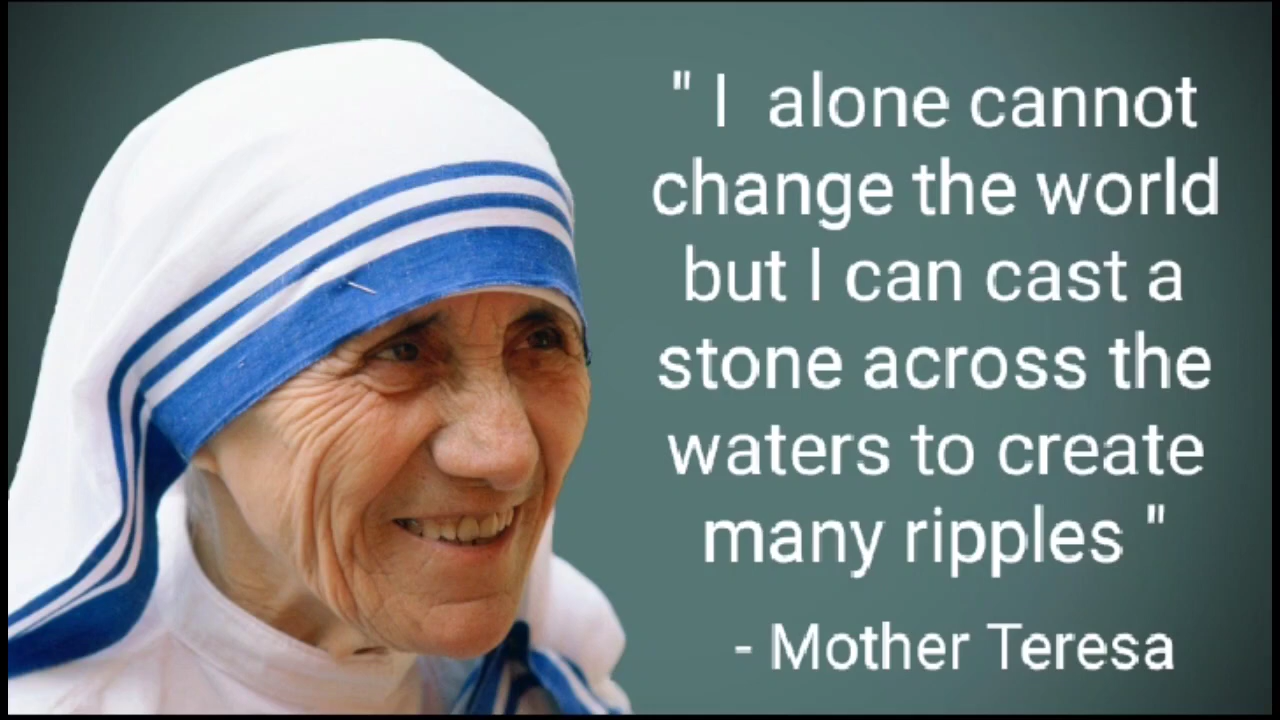 " I alone cannot
change the world
but I can cast a
stone across the
waters to create
many ripples "
- Mother Teresa